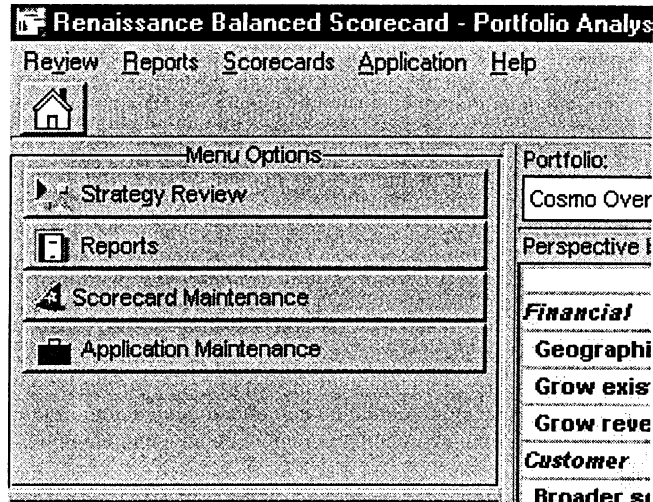 Renaissance Balanced Scorecard - Portfolio Analys
Review Reports Scorecards Application Help
Menu Options
Strategy Review
Reports
Scorecard Maintenance
Application Maintenance
Portfolio:
Cosmo Over
Perspective
Financial
Geographi
Grow exis
Grow reve
Customer
Broader